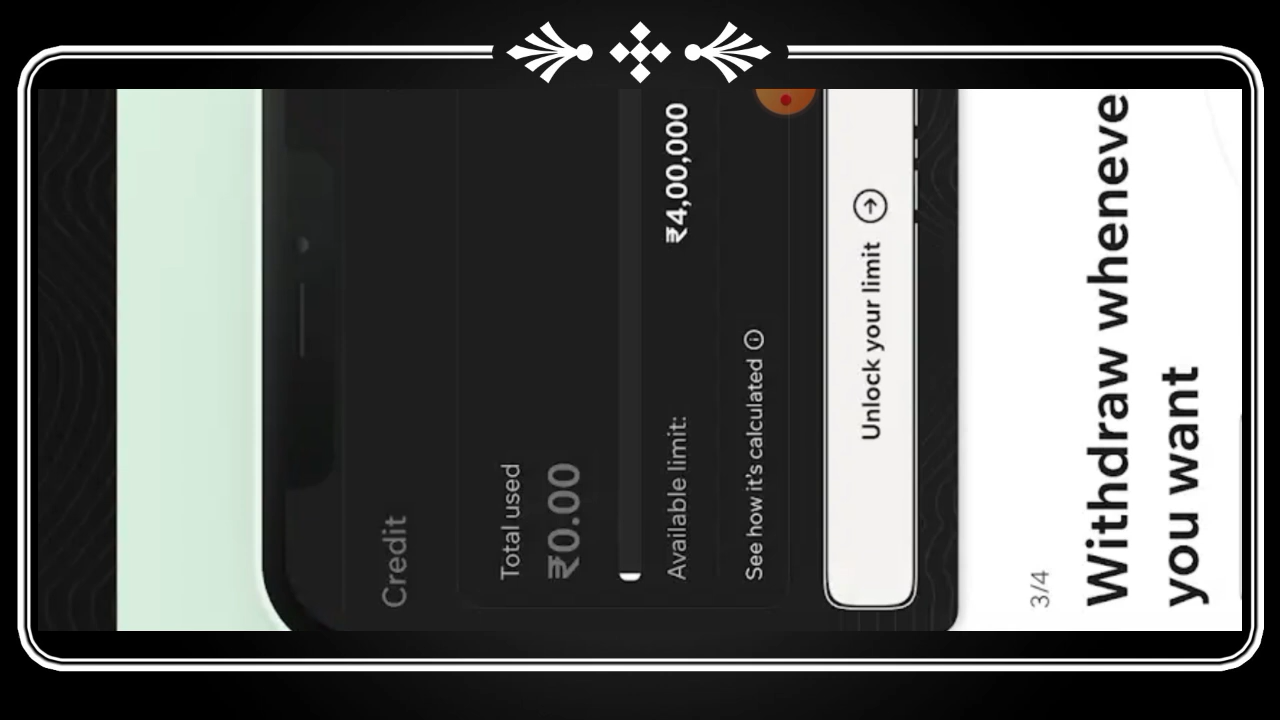 Credit
Total used
₹0.00
Available limit: ₹4,00,000
See how it's calculated
Unlock your limit
3/4
Withdraw wheneve
you want